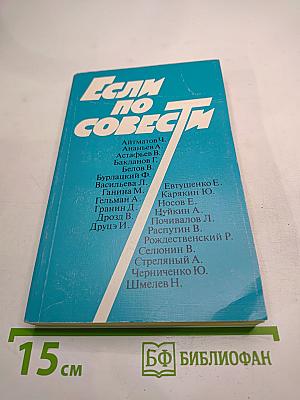 Если
по
совести
Айтматов Ч.
Ананьев А.
Астафьев В.
Бакланов Г.
Белов В.
Бурлацкий Ф.
Васильева Л.
Ганина М.
Гельман А.
Гранин Д.
Дрозд В.
Друцэ И.
Евтушенко Е.
Карякин Ю.
Носов Е.
Нуйкин А.
Почивалов Л.
Распутин В.
Рождественский Р.
Селюнин В.
Стреляный А.
Черниченко Ю.
Шмелев Н.
15 см
БФ БИБЛИОФАН